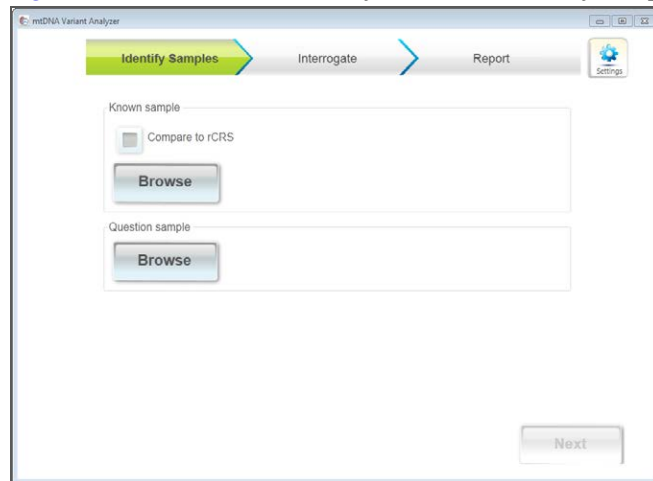 mtDNA Variant Analyzer
Identify Samples Interrogate Report
Settings
Known sample
Compare to rCRS
Browse
Question sample
Browse
Next